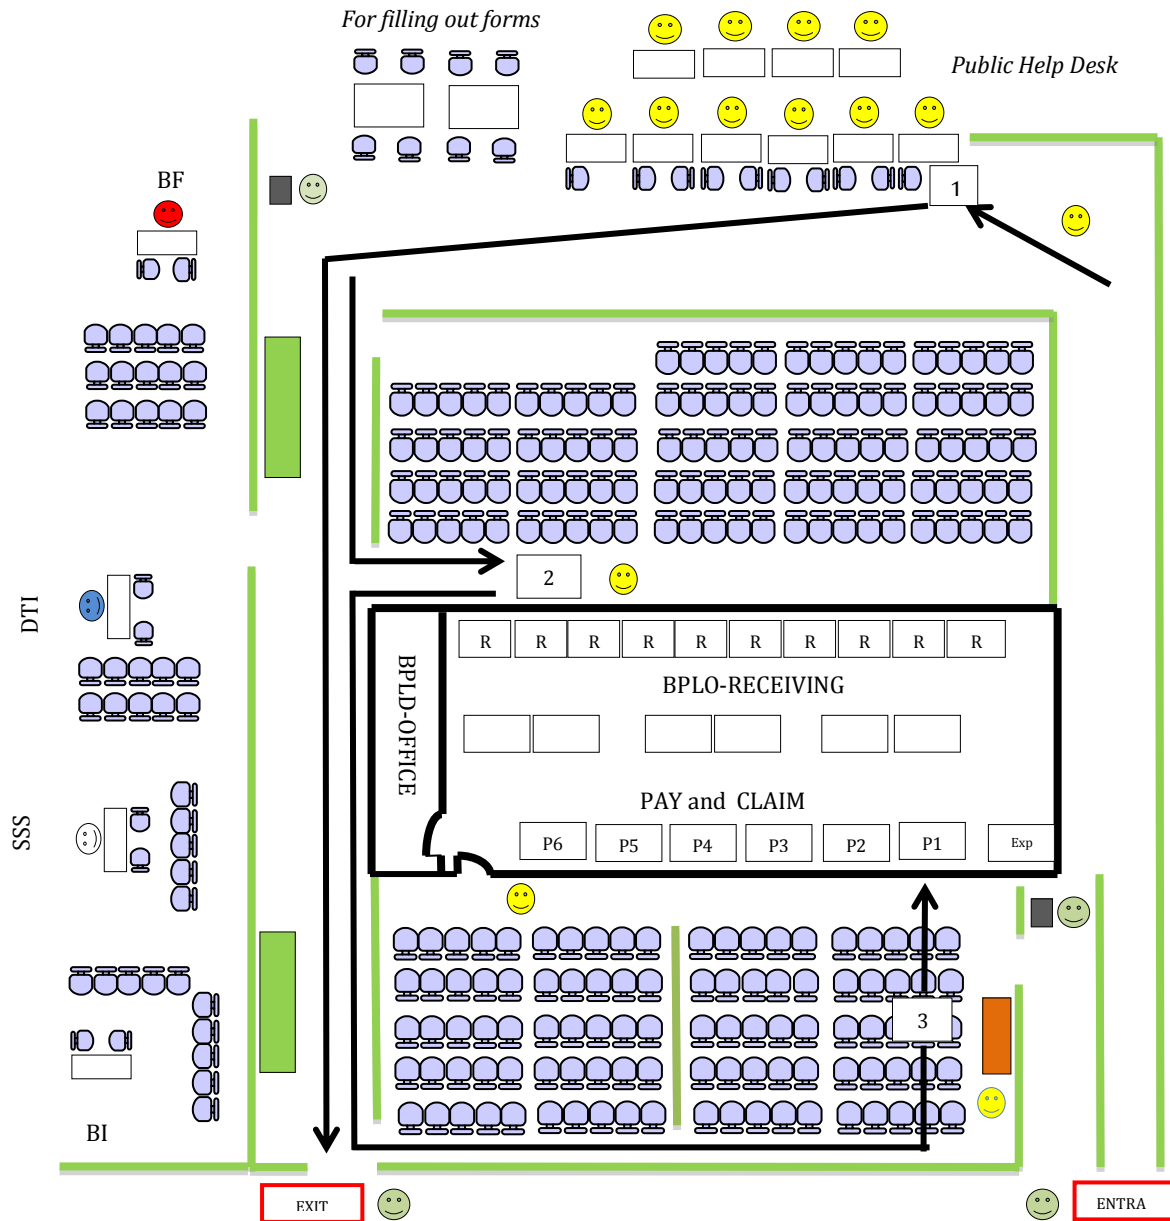 For filling out forms
Public Help Desk
BF
1
2
DTI
R R R R R R R R R R
BPLO-RECEIVING
BPLD-OFFICE
PAY and CLAIM
SSS
P6 P5 P4 P3 P2 P1 Exp
3
BI
EXIT
ENTRA